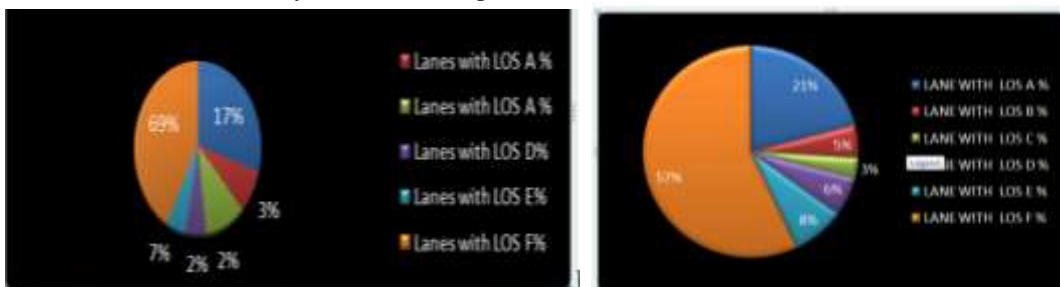 69%
17%
3%
2%
2%
7%
Lanes with LOS A %
Lanes with LOS A %
Lanes with LOS D%
Lanes with LOS E%
Lanes with LOS F%
21%
5%
3%
6%
8%
57%
LANE WITH LOS A %
LANE WITH LOS B %
LANE WITH LOS C %
E WITH LOS D %
LANE WITH LOS E %
LANE WITH LOS F %